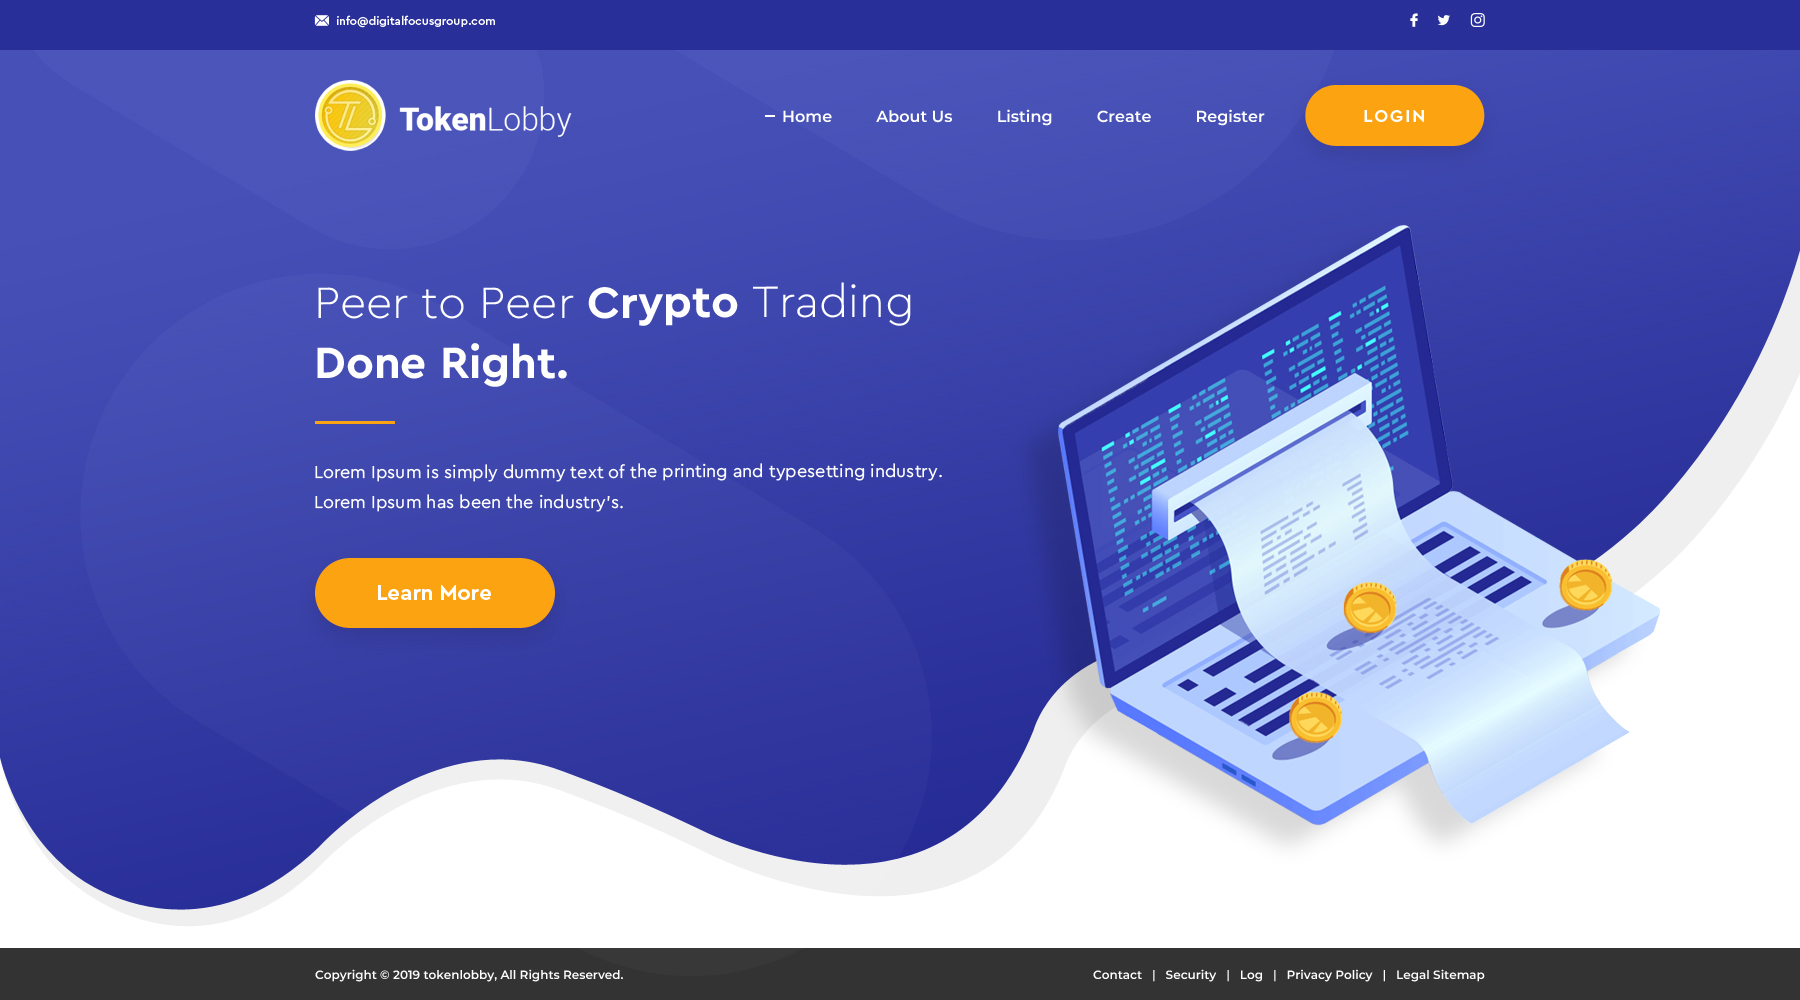 info@digitalfocusgroup.com
TL
TokenLobby
Home About Us Listing Create Register LOGIN
Peer to Peer Crypto Trading
Done Right.
Lorem Ipsum is simply dummy text of the printing and typesetting industry.
Lorem Ipsum has been the industry's.
Learn More
Copyright © 2019 tokenlobby, All Rights Reserved.
Contact | Security | Log | Privacy Policy | Legal Sitemap